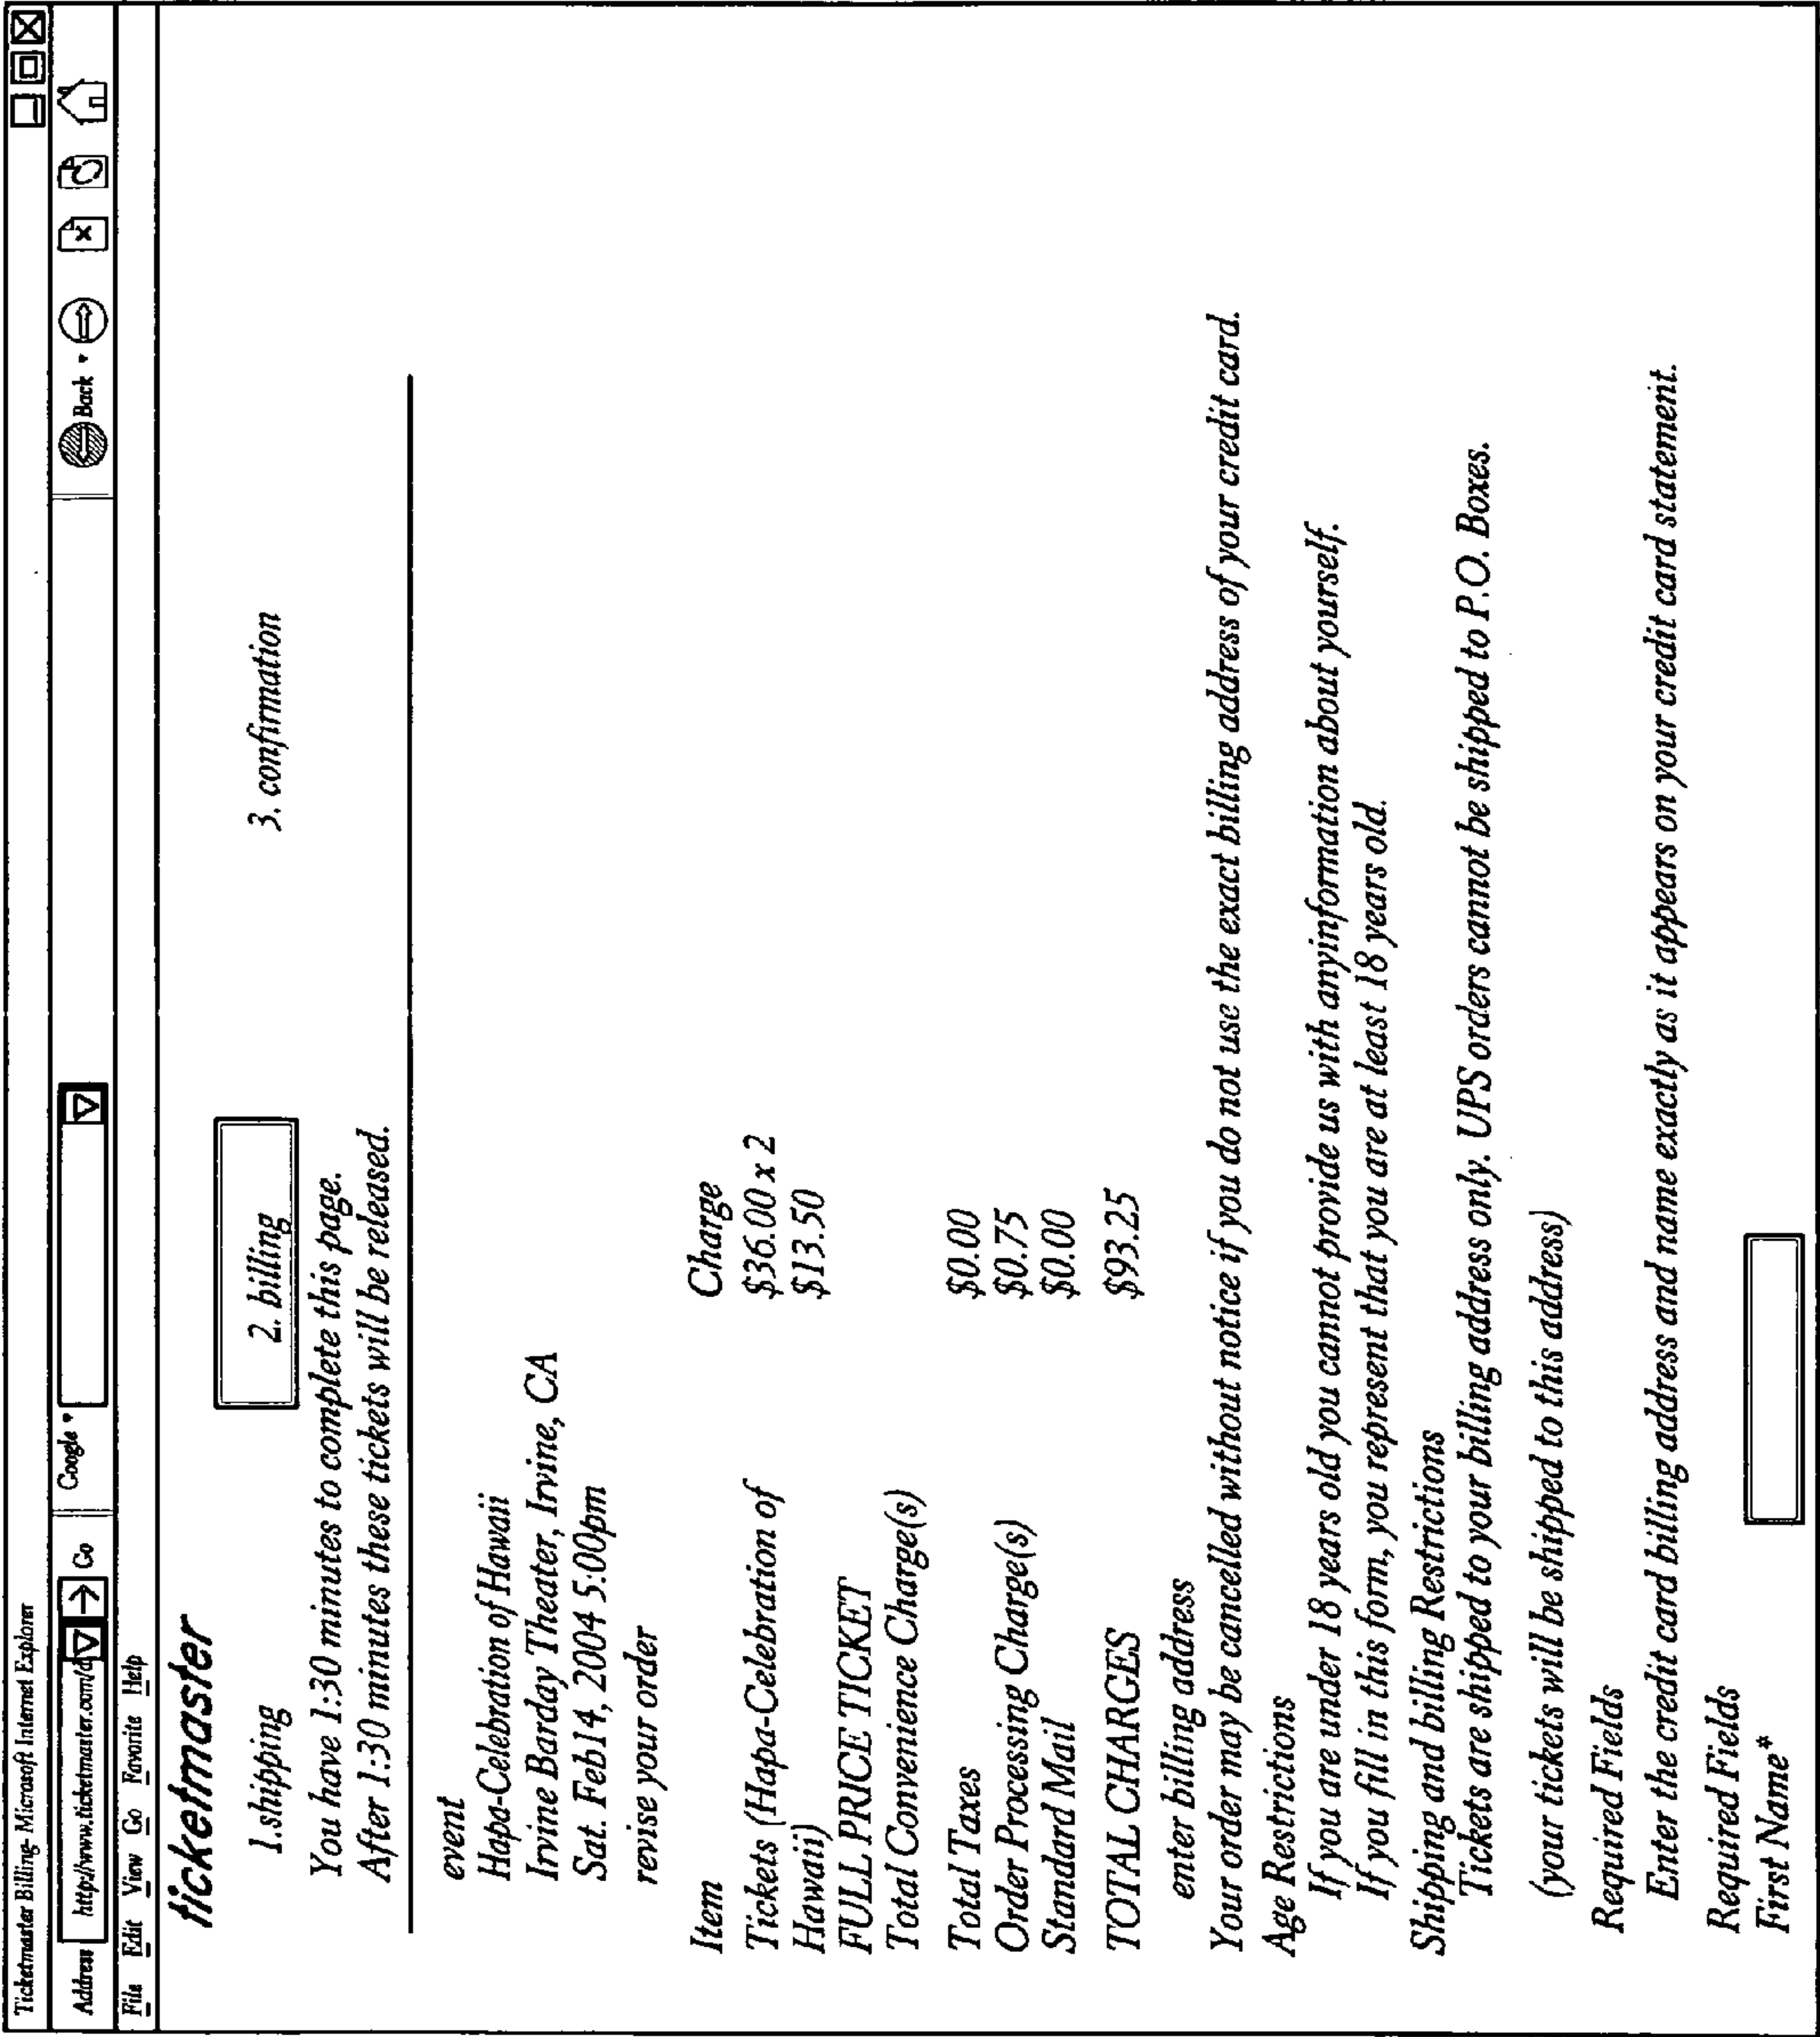 Ticketmaster Billing- Microsoft Internet Explorer
Address http://www.ticketmaster.com/d Go Google Back
File Edit View Go Favorite Help
ticketmaster
1.shipping 2. billing 3. confirmation
You have 1:30 minutes to complete this page.
After 1:30 minutes these tickets will be released.
event
Hapa-Celebration of Hawaii
Irvine Barday Theater, Irvine, CA
Sat. Feb14, 2004 5:00pm
revise your order
Item Charge
Tickets (Hapa-Celebration of $36.00 x 2
Hawaii) $13.50
FULL PRICE TICKET
Total Convenience Charge(s)
Total Taxes $0.00
Order Processing Charge(s) $0.75
Standard Mail $0.00
TOTAL CHARGES $93.25
enter billing address
Your order may be cancelled without notice if you do not use the exact billing address of your credit card.
Age Restrictions
If you are under 18 years old you cannot provide us with anyinformation about yourself.
If you fill in this form, you represent that you are at least 18 years old.
Shipping and billing Restrictions
Tickets are shipped to your billing address only. UPS orders cannot be shipped to P.O. Boxes.
(your tickets will be shipped to this address)
Required Fields
Enter the credit card billing address and name exactly as it appears on your credit card statement.
Required Fields
First Name*